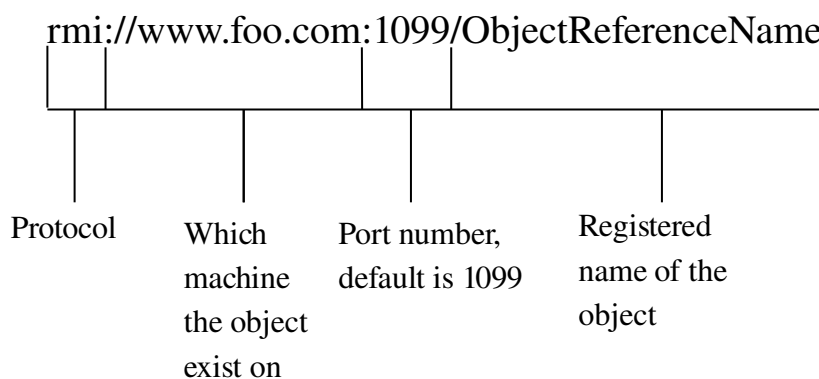 rmi://www.foo.com:1099/ObjectReferenceName
Protocol
Which
machine
the object
exist on
Port number,
default is 1099
Registered
name of the
object